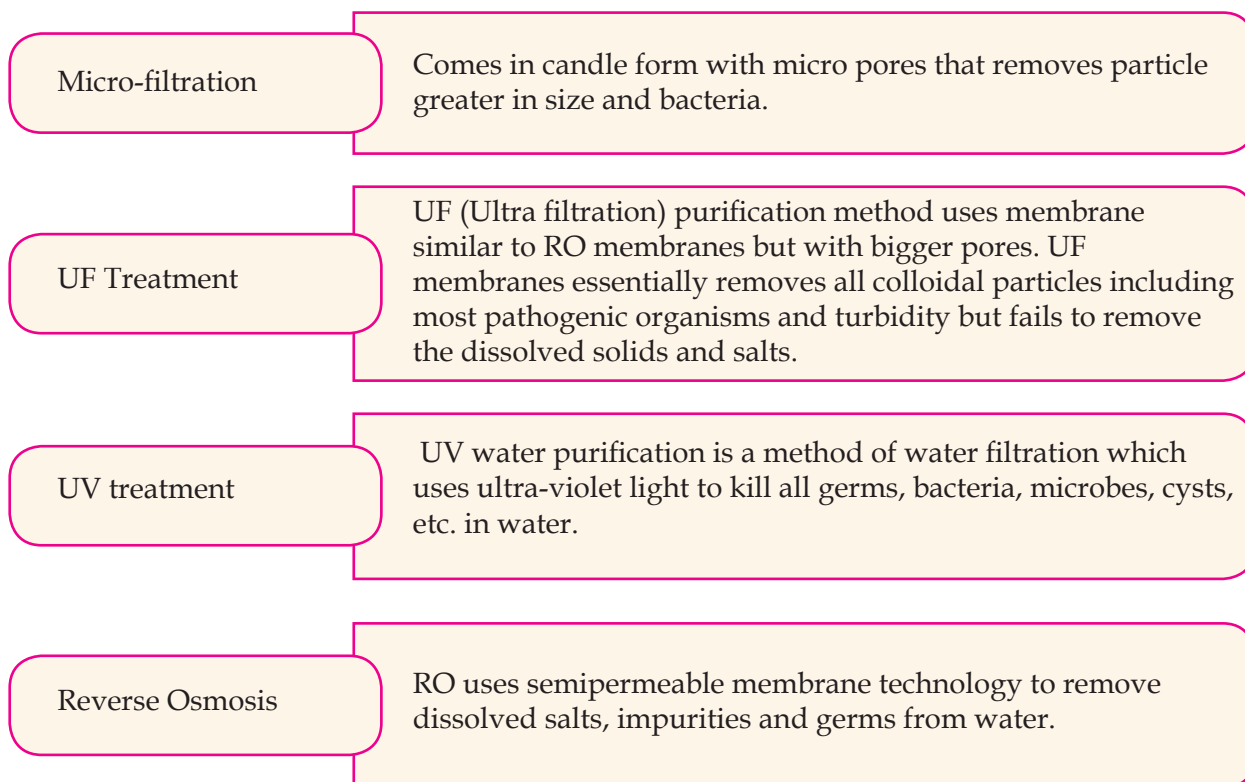 Micro-filtration
Comes in candle form with micro pores that removes particle
greater in size and bacteria.
UF Treatment
UF (Ultra filtration) purification method uses membrane
similar to RO membranes but with bigger pores. UF
membranes essentially removes all colloidal particles including
most pathogenic organisms and turbidity but fails to remove
the dissolved solids and salts.
UV treatment
UV water purification is a method of water filtration which
uses ultra-violet light to kill all germs, bacteria, microbes, cysts,
etc. in water.
Reverse Osmosis
RO uses semipermeable membrane technology to remove
dissolved salts, impurities and germs from water.